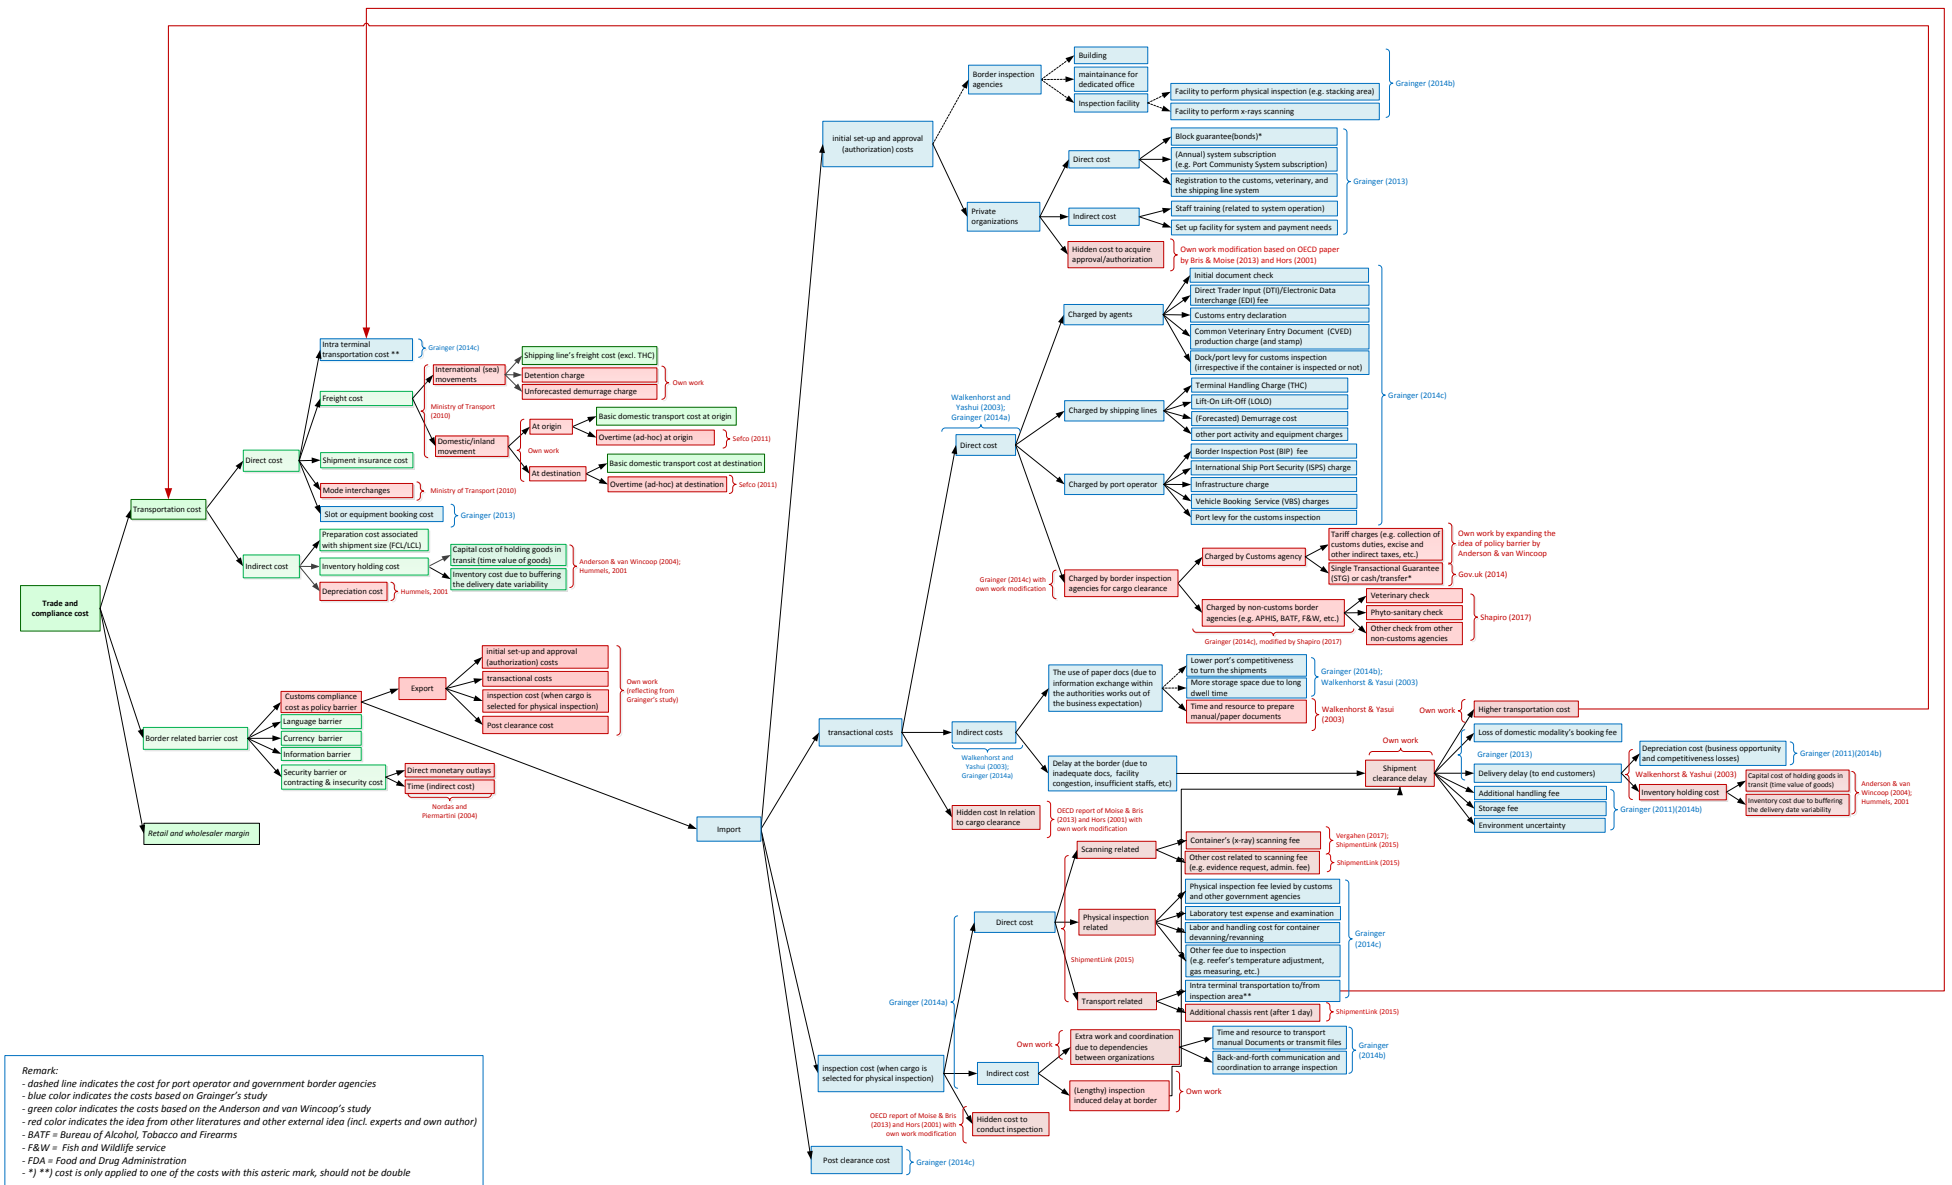 Trade and
compliance cost
Transportation cost
Direct cost
Intra terminal
transportation cost **
Grainger (2014c)
Freight cost
Ministry of Transport
(2010)
International (sea)
movements
Shipping line's freight cost (excl. THC)
Detention charge
Unforecasted demurrage charge
Own work
Domestic/inland
movement
Own work
At origin
Basic domestic transport cost at origin
Overtime (ad-hoc) at origin
Sefco (2011)
At destination
Basic domestic transport cost at destination
Overtime (ad-hoc) at destination
Sefco (2011)
Shipment insurance cost
Mode interchanges
Ministry of Transport (2010)
Slot or equipment booking cost
Grainger (2013)
Indirect cost
Preparation cost associated
with shipment size (FCL/LCL)
Inventory holding cost
Capital cost of holding goods in
transit (time value of goods)
Inventory cost due to buffering
the delivery date variability
Anderson & van Wincoop (2004);
Hummels, 2001
Depreciation cost
Hummels, 2001
Border related barrier cost
Customs compliance
cost as policy barrier
Language barrier
Currency  barrier
Information barrier
Security barrier or
contracting & insecurity cost
Direct monetary outlays
Time (indirect cost)
Nordas and
Piermartini (2004)
Export
initial set-up and approval
(authorization) costs
transactional costs
inspection cost (when cargo is
selected for physical inspection)
Post clearance cost
Own work
(reflecting from
Grainger's study)
Retail and wholesaler margin
Import
initial set-up and approval
(authorization) costs
Border inspection
agencies
Building
maintainance for
dedicated office
Inspection facility
Facility to perform physical inspection (e.g. stacking area)
Facility to perform x-rays scanning
Grainger (2014b)
Private
organizations
Direct cost
Block guarantee(bonds)*
(Annual) system subscription
(e.g. Port Communisty System subscription)
Registration to the customs, veterinary, and
the shipping line system
Indirect cost
Staff training (related to system operation)
Set up facility for system and payment needs
Grainger (2013)
Hidden cost to acquire
approval/authorization
Own work modification based on OECD paper
by Bris & Moise (2013) and Hors (2001)
transactional costs
Walkenhorst and
Yashui (2003);
Grainger (2014a)
Direct cost
Charged by agents
Initial document check
Direct Trader Input (DTI)/Electronic Data
Interchange (EDI) fee
Customs entry declaration
Common Veterinary Entry Document  (CVED)
production charge (and stamp)
Dock/port levy for customs inspection
(irrespective if the container is inspected or not)
Charged by shipping lines
Terminal Handling Charge (THC)
Lift-On Lift-Off (LOLO)
(Forecasted) Demurrage cost
other port activity and equipment charges
Grainger (2014c)
Charged by port operator
Border Inspection Post (BIP)  fee
International Ship Port Security (ISPS) charge
Infrastructure charge
Vehicle Booking  Service (VBS) charges
Port levy for the customs inspection
Grainger (2014c) with
own work modification
Charged by border inspection
agencies for cargo clearance
Charged by Customs agency
Tariff charges (e.g. collection of
customs duties, excise and
other indirect taxes, etc.)
Own work by expanding the
idea of policy barrier by
Anderson & van Wincoop
Single Transactional Guarantee
(STG) or cash/transfer*
Gov.uk (2014)
Charged by non-customs border
agencies (e.g. APHIS, BATF, F&W, etc.)
Grainger (2014c), modified by Shapiro (2017)
Veterinary check
Phyto-sanitary check
Other check from other
non-customs agencies
Shapiro (2017)
Indirect costs
Walkenhorst and
Yashui (2003);
Grainger (2014a)
The use of paper docs (due to
information exchange within
the authorities works out of
the business expectation)
Lower port's competitiveness
to turn the shipments
More storage space due to long
dwell time
Grainger (2014b);
Walkenhorst & Yasui (2003)
Time and resource to prepare
manual/paper documents
Walkenhorst & Yasui
(2003)
Delay at the border (due to
inadequate docs,  facility
congestion, insufficient staffs, etc)
Own work
Shipment
clearance delay
Own work
Higher transportation cost
Loss of domestic modality's booking fee
Grainger (2013)
Delivery delay (to end customers)
Depreciation cost (business opportunity
and competitiveness losses)
Grainger (2011)(2014b)
Walkenhorst & Yashui (2003)
Inventory holding cost
Capital cost of holding goods in
transit (time value of goods)
Inventory cost due to buffering
the delivery date variability
Anderson & van
Wincoop (2004);
Hummels, 2001
Additional handling fee
Storage fee
Environment uncertainty
Grainger (2011)(2014b)
Hidden cost In relation
to cargo clearance
OECD report of Moise & Bris
(2013) and Hors (2001) with
own work modification
inspection cost (when cargo is
selected for physical inspection)
Grainger (2014a)
Direct cost
ShipmentLink (2015)
Scanning related
Container's (x-ray) scanning fee
Vergahen (2017);
ShipmentLink (2015)
Other cost related to scanning fee
(e.g. evidence request, admin. fee)
ShipmentLink (2015)
Physical inspection
related
Physical inspection fee levied by customs
and other government agencies
Laboratory test expense and examination
Labor and handling cost for container
devanning/revanning
Other fee due to inspection
(e.g. reefer's temperature adjustment,
gas measuring, etc.)
Grainger
(2014c)
Transport related
Intra terminal transportation to/from
inspection area**
Additional chassis rent (after 1 day)
ShipmentLink (2015)
Indirect cost
Own work
Extra work and coordination
due to dependencies
between organizations
Time and resource to transport
manual Documents or transmit files
Back-and-forth communication and
coordination to arrange inspection
Grainger
(2014b)
(Lengthy) inspection
induced delay at border
Own work
OECD report of Moise & Bris
(2013) and Hors (2001) with
own work modification
Hidden cost to
conduct inspection
Post clearance cost
Grainger (2014c)
Remark:
- dashed line indicates the cost for port operator and government border agencies
- blue color indicates the costs based on Grainger's study
- green color indicates the costs based on the Anderson and van Wincoop's study
- red color indicates the idea from other literatures and other external idea (incl. experts and own author)
- BATF = Bureau of Alcohol, Tobacco and Firearms
- F&W =  Fish and Wildlife service
- FDA = Food and Drug Administration
- *) **) cost is only applied to one of the costs with this asteric mark, should not be double